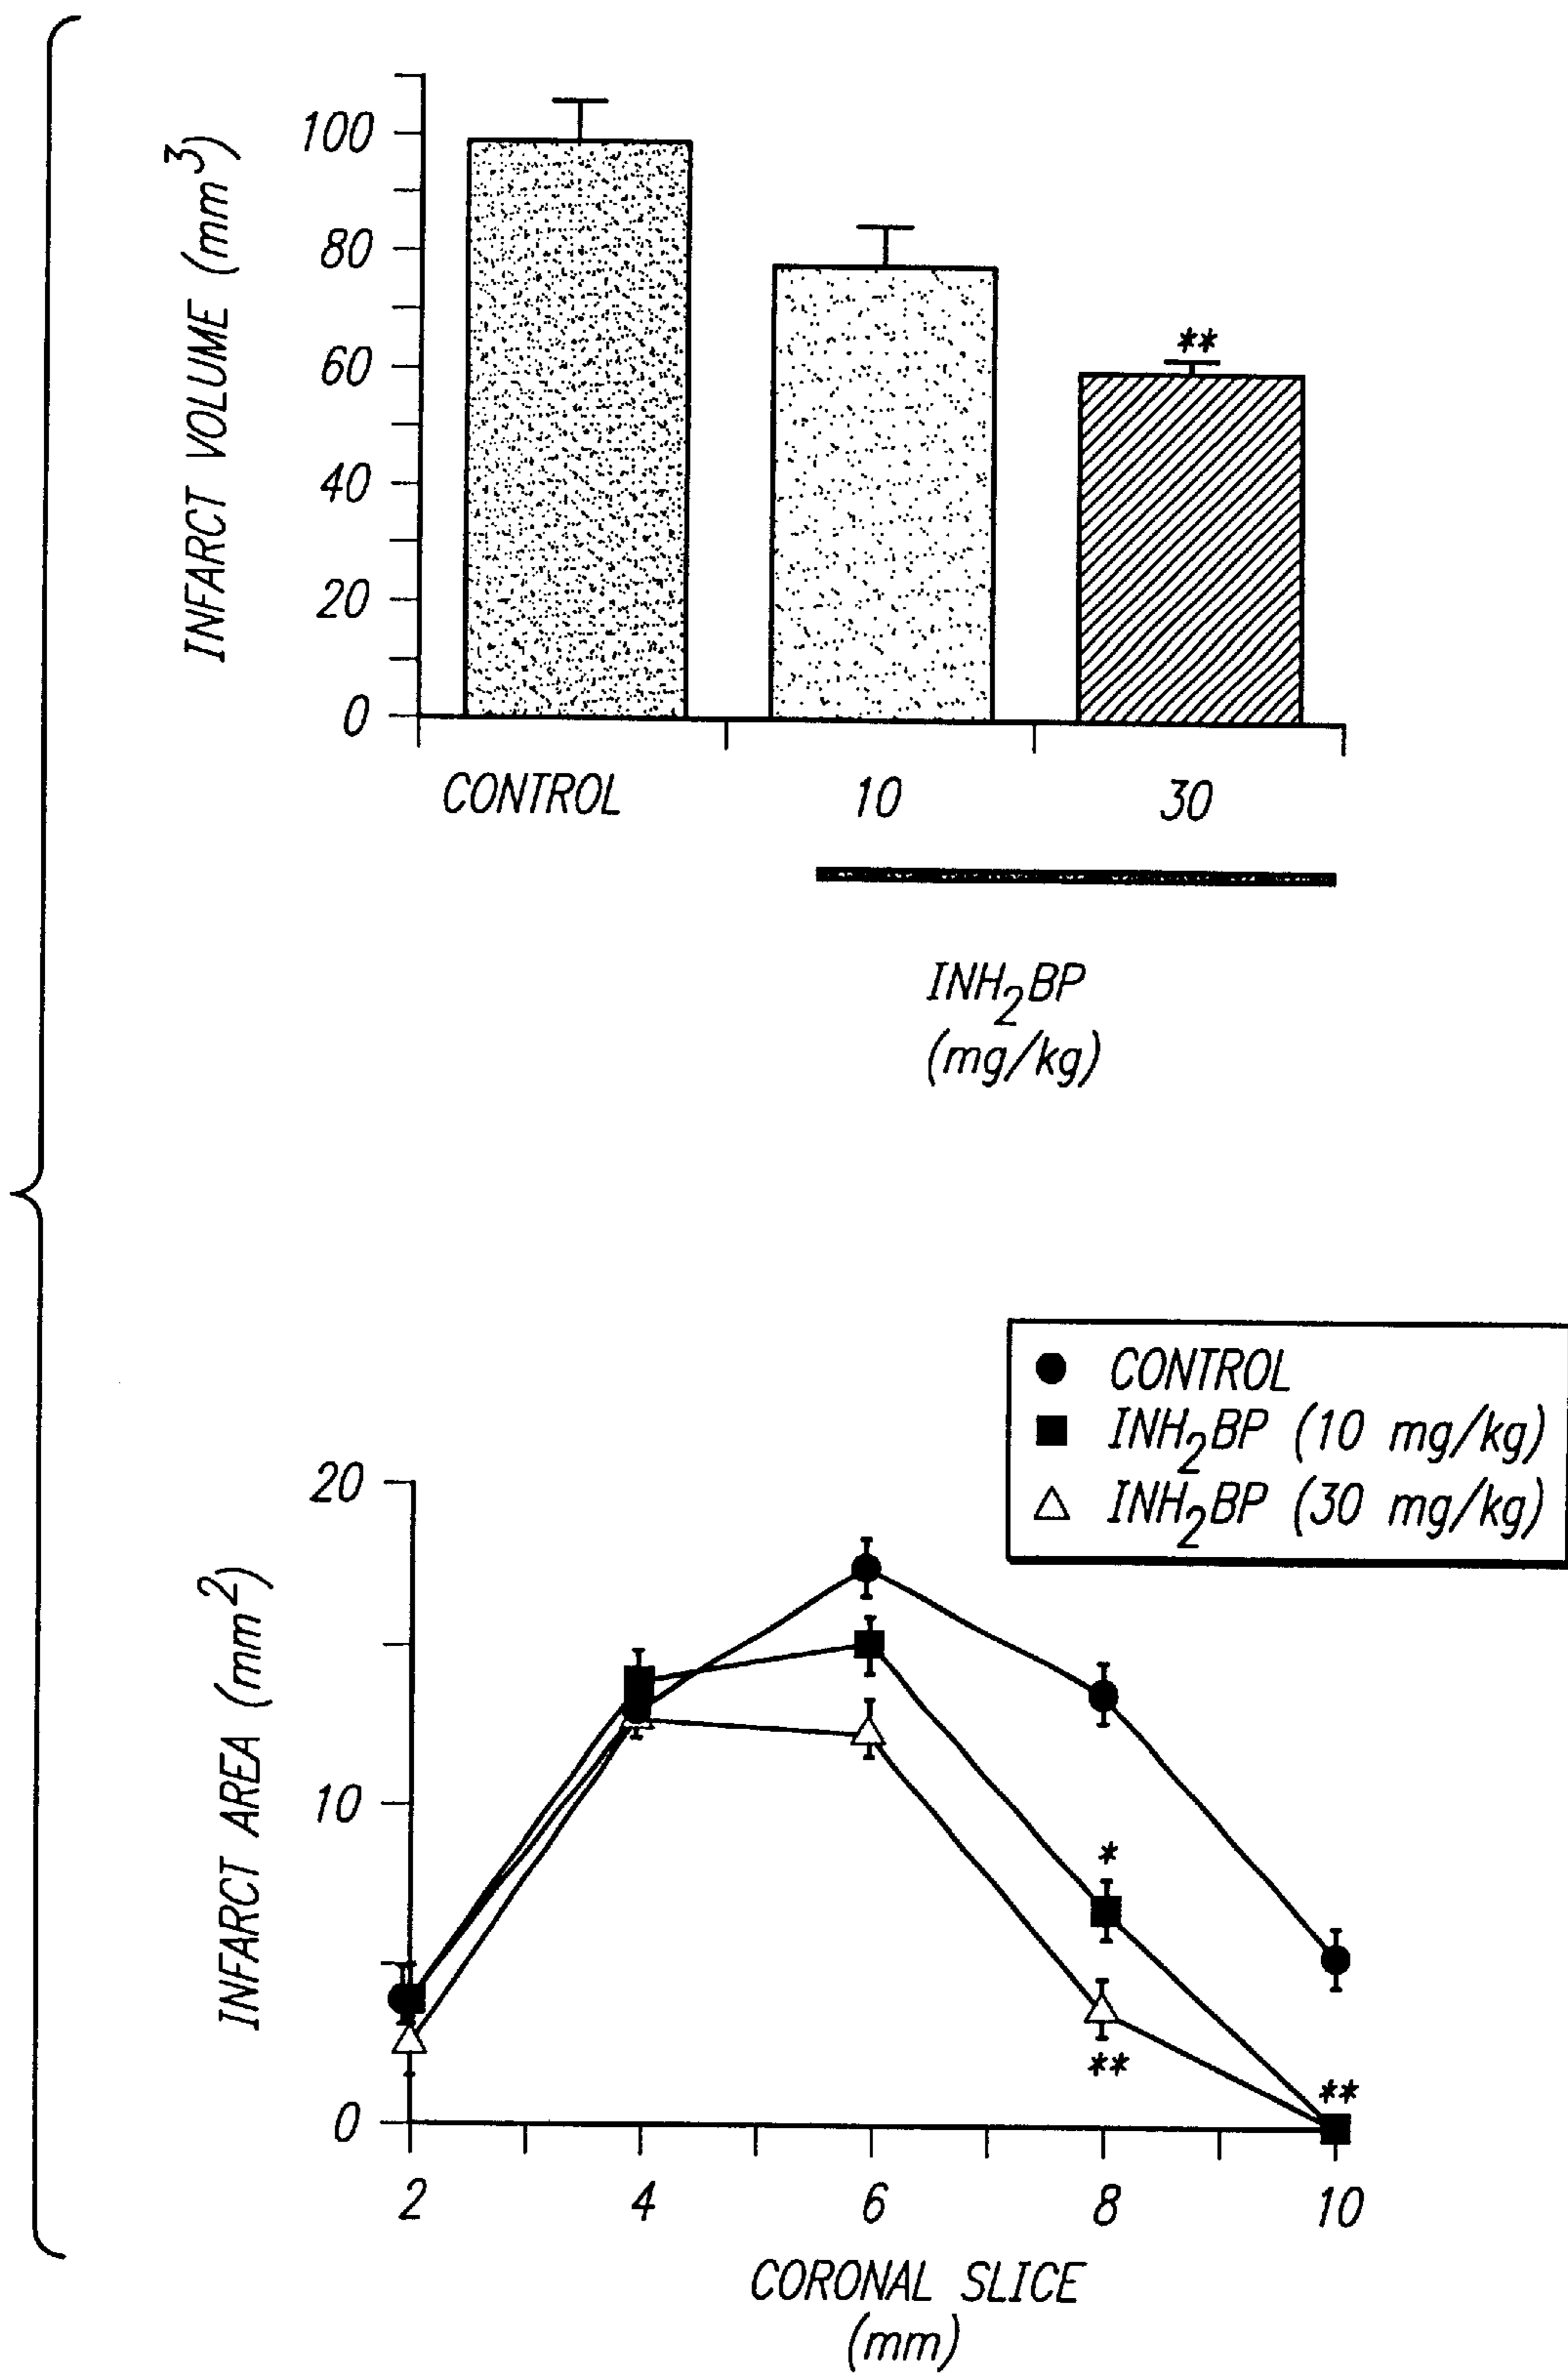 INFARCT VOLUME (mm³)
100
80
60
40
20
0
**
CONTROL 10 30
INH₂BP
(mg/kg)
CONTROL
INH₂BP (10 mg/kg)
INH₂BP (30 mg/kg)
INFARCT AREA (mm²)
20
10
0
*
**
**
2 4 6 8 10
CORONAL SLICE
(mm)